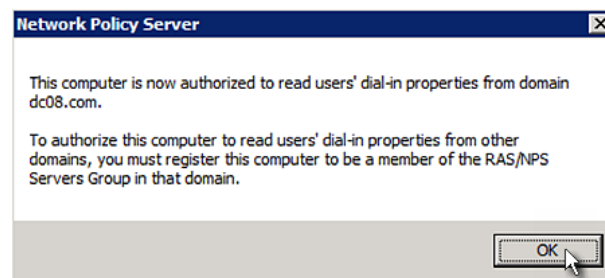 Network Policy Server
This computer is now authorized to read users' dial-in properties from domain
dc08.com.
To authorize this computer to read users' dial-in properties from other
domains, you must register this computer to be a member of the RAS/NPS
Servers Group in that domain.
OK